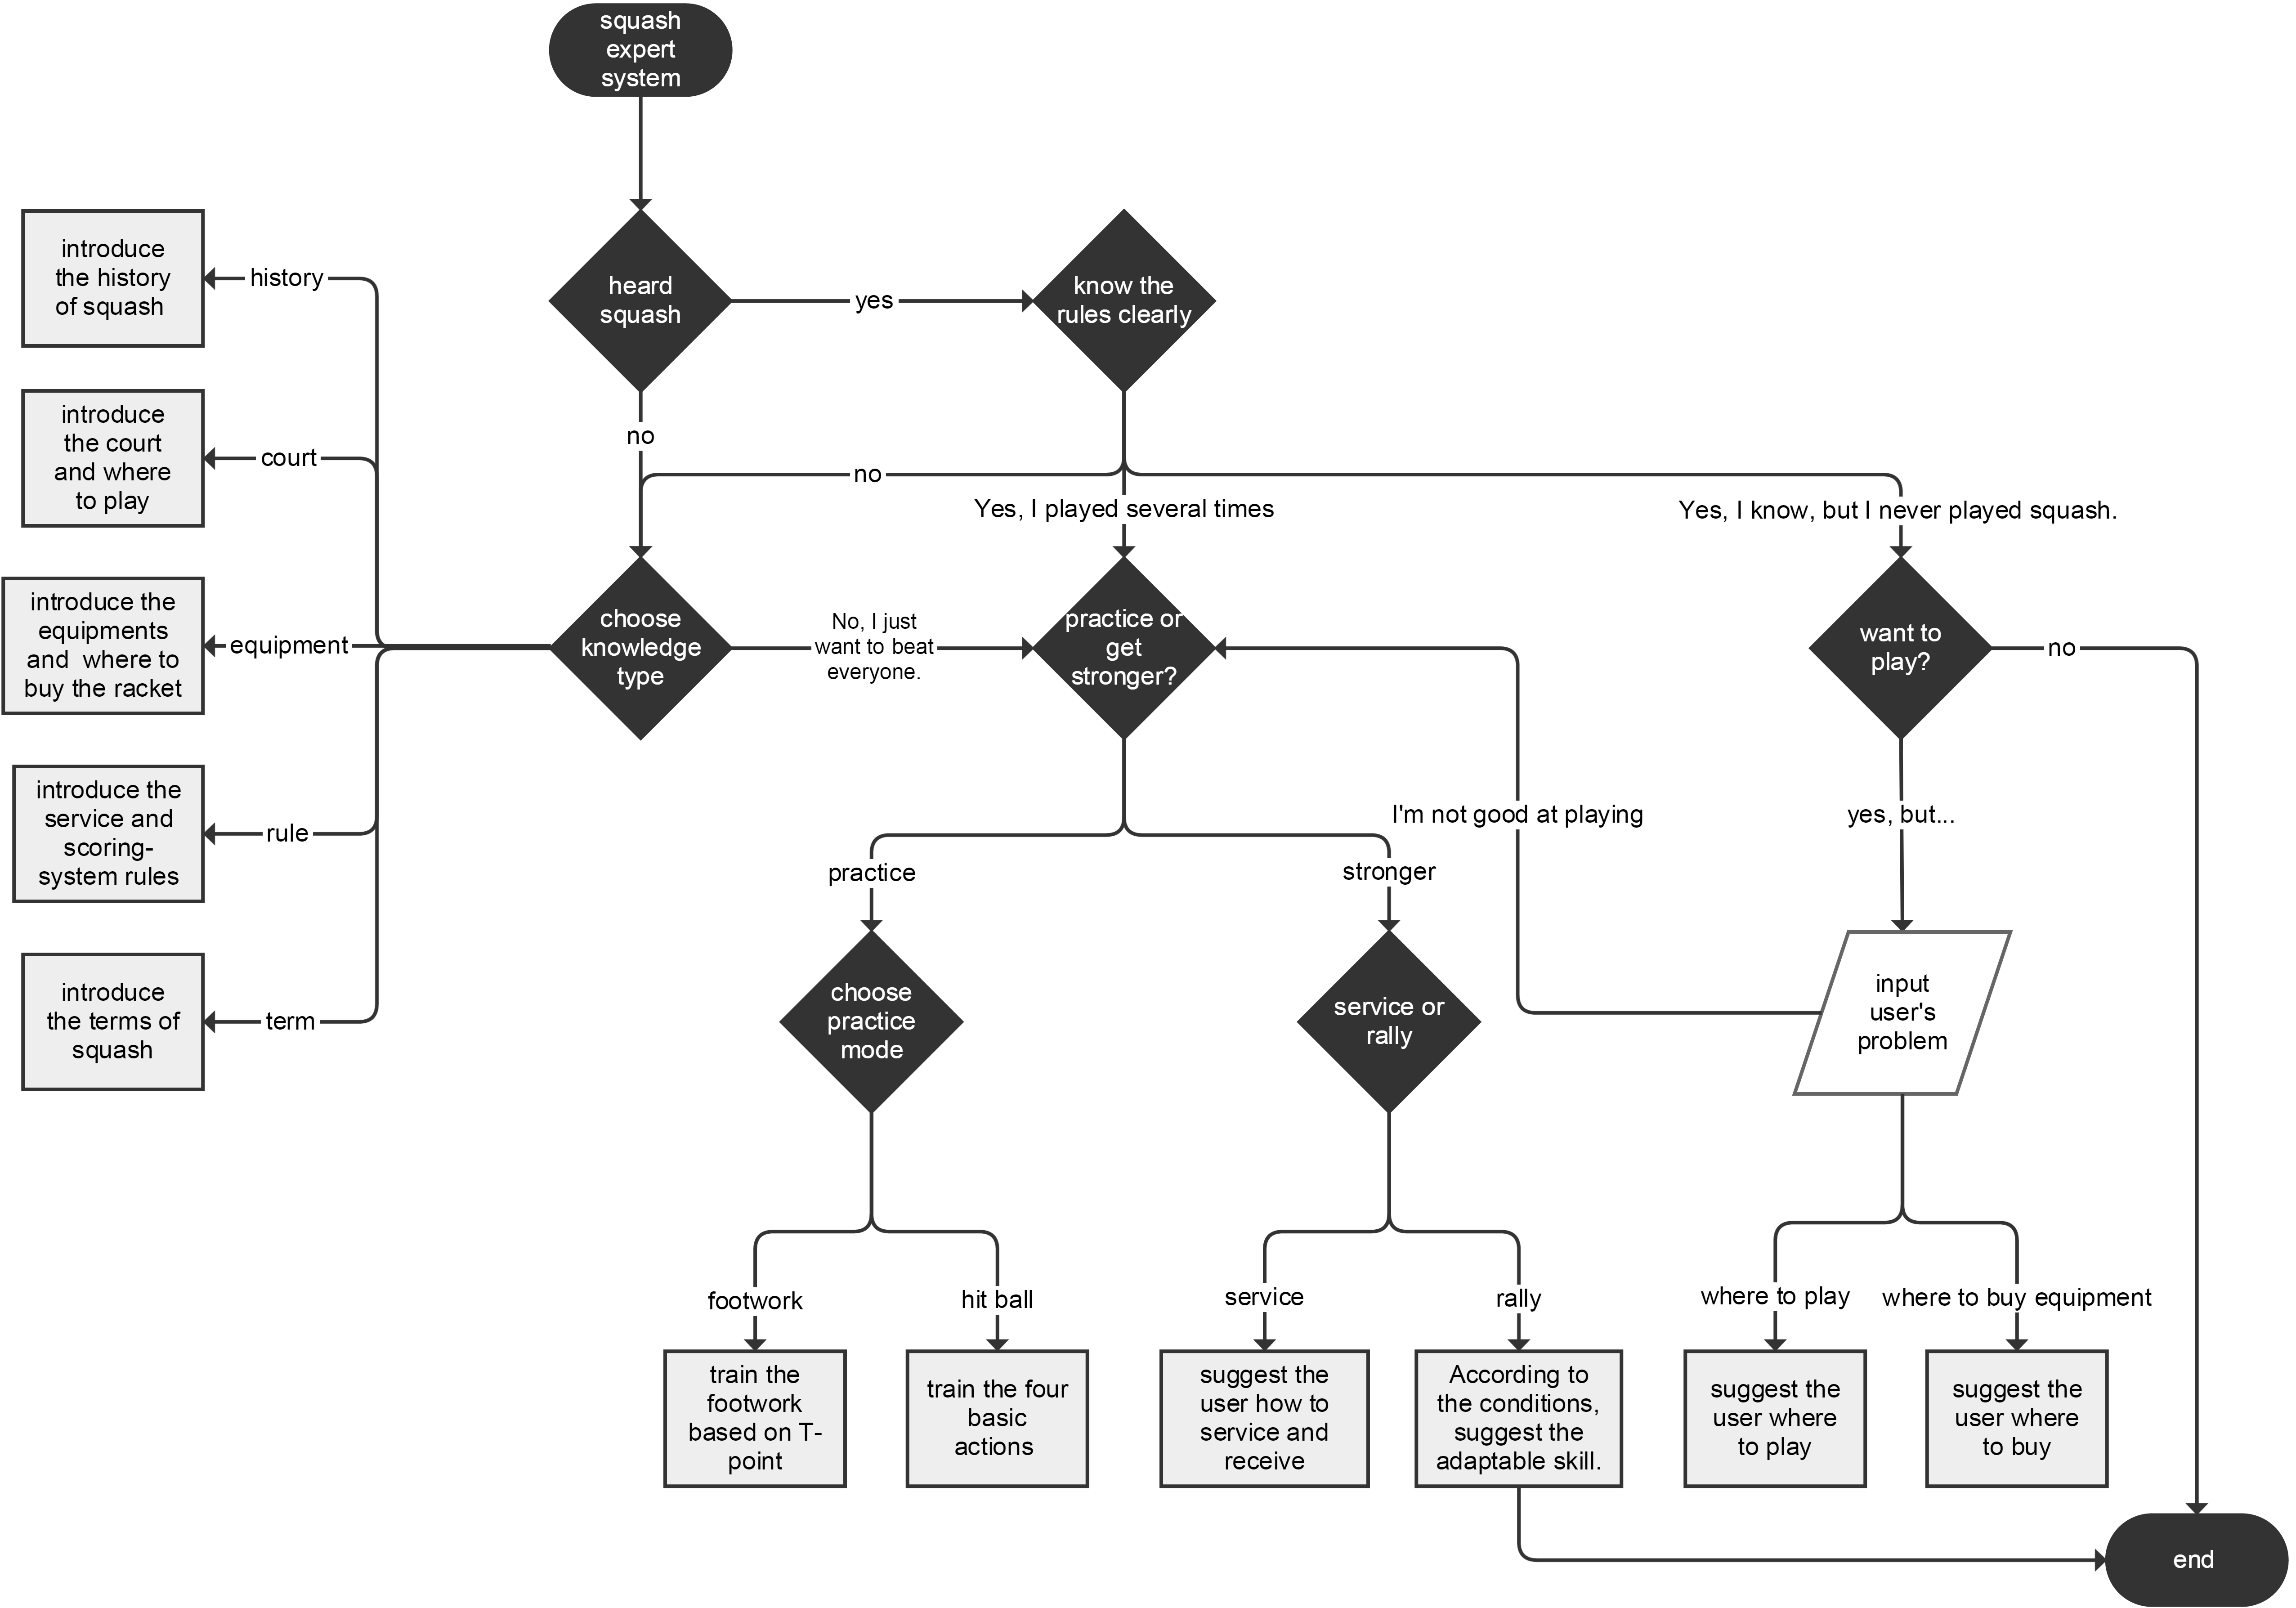 squash
expert
system
heard
squash
yes
know the
rules clearly
no
no
Yes, I played several times
Yes, I know, but I never played squash.
introduce
the history
of squash
history
introduce
the court
and where
to play
court
introduce the
equipments
and  where to
buy the racket
equipment
introduce the
service and
scoring-
system rules
rule
introduce
the terms of
squash
term
choose
knowledge
type
No, I just
want to beat
everyone.
practice or
get
stronger?
want to
play?
no
I'm not good at playing
yes, but...
practice
stronger
choose
practice
mode
service or
rally
input
user's
problem
footwork
hit ball
service
rally
where to play
where to buy equipment
train the
footwork
based on T-
point
train the four
basic
actions
suggest the
user how to
service and
receive
According to
the conditions,
suggest the
adaptable skill.
suggest the
user where
to play
suggest the
user where
to buy
end